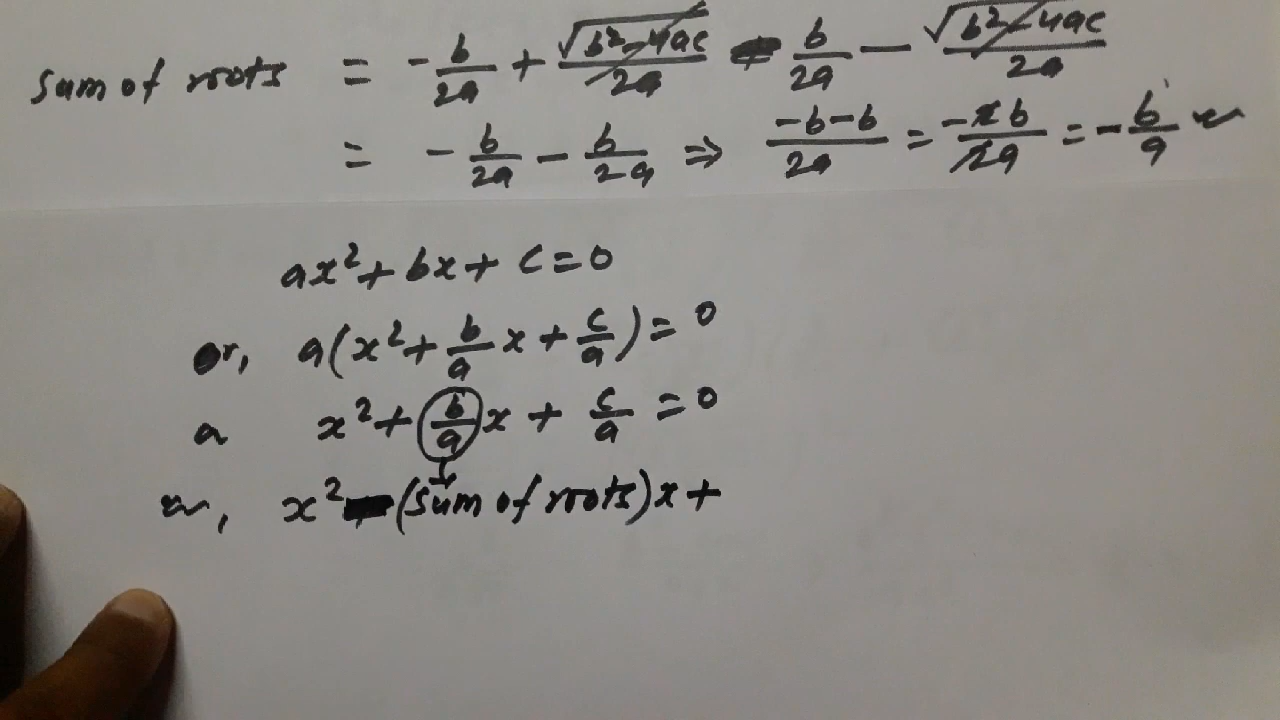 Sum of roots = - b/2a + √(b² - 4ac)/2a - b/2a - √(b² - 4ac)/2a
= - b/2a - b/2a ⇒ (-b-b)/2a = -2b/2a = - b/a
ax² + bx + c = 0
or, a(x² + b/a x + c/a) = 0
x² + (b/a)x + c/a = 0
or, x² - (sum of roots)x +